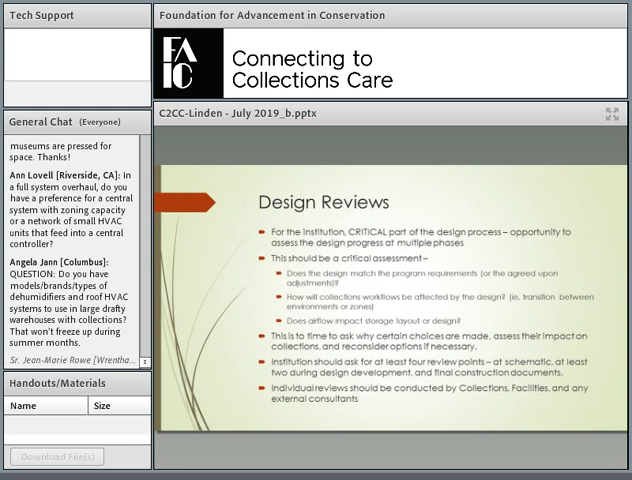 Tech Support
Foundation for Advancement in Conservation
FAIC
Connecting to
Collections Care
General Chat (Everyone)
museums are pressed for
space. Thanks!
Ann Lovell [Riverside, CA]: In
a full system overhaul, do you
have a preference for a central
system with zoning capacity
or a network of small HVAC
units that feed into a central
controller?
Angela Jann [Columbus]:
QUESTION: Do you have
models/brands/types of
dehumidifiers and roof HVAC
systems to use in large drafty
warehouses with collections?
That won't freeze up during
summer months.
Sr. Jean-Marie Rowe [Wrentha...
Handouts/Materials
Name Size
Download File(s)
C2CC-Linden - July 2019_b.pptx
Design Reviews
For the institution, CRITICAL part of the design process – opportunity to
assess the design progress at multiple phases
This should be a critical assessment –
Does the design match the program requirements (or the agreed upon
adjustments)?
How will collections workflows be affected by the design? (ie. transition between
environments or zones)
Does airflow impact storage layout or design?
This is to time to ask why certain choices are made, assess their impact on
collections, and reconsider options if necessary.
Institution should ask for at least four review points – at schematic, at least
two during design development, and final construction documents.
Individual reviews should be conducted by Collections, Facilities, and any
external consultants